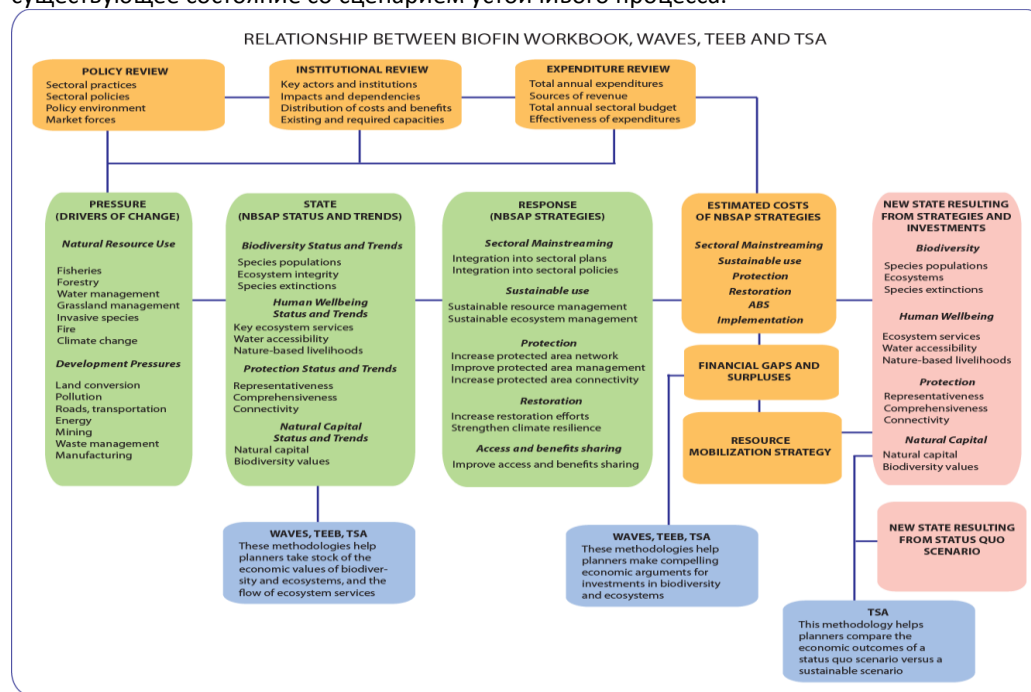 существующее состояние со сценарием устойчивого процесса.
RELATIONSHIP BETWEEN BIOFIN WORKBOOK, WAVES, TEEB AND TSA
POLICY REVIEW
Sectoral practices
Sectoral policies
Policy environment
Market forces
INSTITUTIONAL REVIEW
Key actors and institutions
Impacts and dependencies
Distribution of costs and benefits
Existing and required capacities
EXPENDITURE REVIEW
Total annual expenditures
Sources of revenue
Total annual sectoral budget
Effectiveness of expenditures
PRESSURE
(DRIVERS OF CHANGE)
Natural Resource Use
Fisheries
Forestry
Water management
Grassland management
Invasive species
Fire
Climate change
Development Pressures
Land conversion
Pollution
Roads, transportation
Energy
Mining
Waste management
Manufacturing
STATE
(NBSAP STATUS AND TRENDS)
Biodiversity Status and Trends
Species populations
Ecosystem integrity
Species extinctions
Human Wellbeing
Status and Trends
Key ecosystem services
Water accessibility
Nature-based livelihoods
Protection Status and Trends
Representativeness
Comprehensiveness
Connectivity
Natural Capital
Status and Trends
Natural capital
Biodiversity values
RESPONSE
(NBSAP STRATEGIES)
Sectoral Mainstreaming
Integration into sectoral plans
Integration into sectoral policies
Sustainable use
Sustainable resource management
Sustainable ecosystem management
Protection
Increase protected area network
Improve protected area management
Increase protected area connectivity
Restoration
Increase restoration efforts
Strengthen climate resilience
Access and benefits sharing
Improve access and benefits sharing
ESTIMATED COSTS
OF NBSAP STRATEGIES
Sectoral Mainstreaming
Sustainable use
Protection
Restoration
ABS
Implementation
FINANCIAL GAPS AND
SURPLUSES
RESOURCE
MOBILIZATION STRATEGY
NEW STATE RESULTING
FROM STRATEGIES AND
INVESTMENTS
Biodiversity
Species populations
Ecosystems
Species extinctions
Human Wellbeing
Ecosystem services
Water accessibility
Nature-based livelihoods
Protection
Representativeness
Comprehensiveness
Connectivity
Natural Capital
Natural capital
Biodiversity values
NEW STATE RESULTING
FROM STATUS QUO
SCENARIO
WAVES, TEEB, TSA
These methodologies help
planners take stock of the
economic values of biodiver-
sity and ecosystems, and the
flow of ecosystem services
WAVES, TEEB, TSA
These methodologies help
planners make compelling
economic arguments for
investments in biodiversity
and ecosystems
TSA
This methodology helps
planners compare the
economic outcomes of a
status quo scenario versus a
sustainable scenario